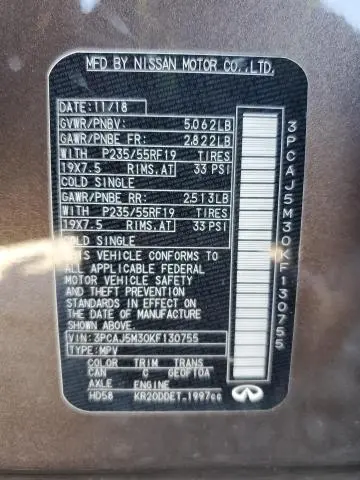 MFD BY NISSAN MOTOR CO.,LTD.
DATE: 11/18
GVWR/PNBV: 5,062LB
GAWR/PNBE FR: 2,822LB
WITH P235/55RF19 TIRES
19X7.5 RIMS.AT 33 PSI
COLD SINGLE
GAWR/PNBE RR: 2,513LB
WITH P235/55RF19 TIRES
19X7.5 RIMS.AT 33 PSI
COLD SINGLE
THIS VEHICLE CONFORMS TO
ALL APPLICABLE FEDERAL
MOTOR VEHICLE SAFETY
AND THEFT PREVENTION
STANDARDS IN EFFECT ON
THE DATE OF MANUFACTURE
SHOWN ABOVE.
VIN: 3PCAJ5M30KF130755
TYPE: MPV
COLOR TRIM TRANS
CAN C GEOF10A
AXLE ENGINE
HD58 KR20DDET 1997cc
INFINITI
3PCAJ5M30KF130755